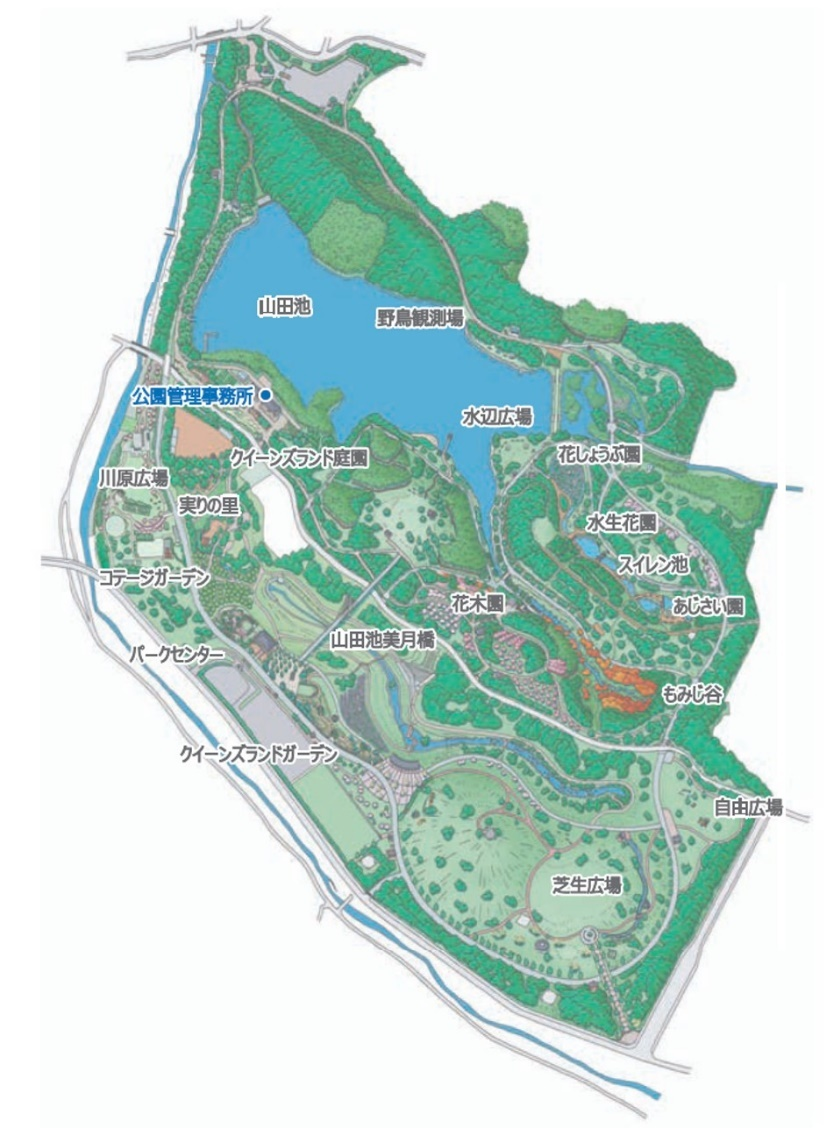 山田池
野鳥観測場
公園管理事務所
水辺広場
クイーンズランド庭園
花しょうぶ園
川原広場
実りの里
水生花園
スイレン池
コテージガーデン
花木園
あじさい園
山田池美月橋
パークセンター
もみじ谷
クイーンズランドガーデン
自由広場
芝生広場